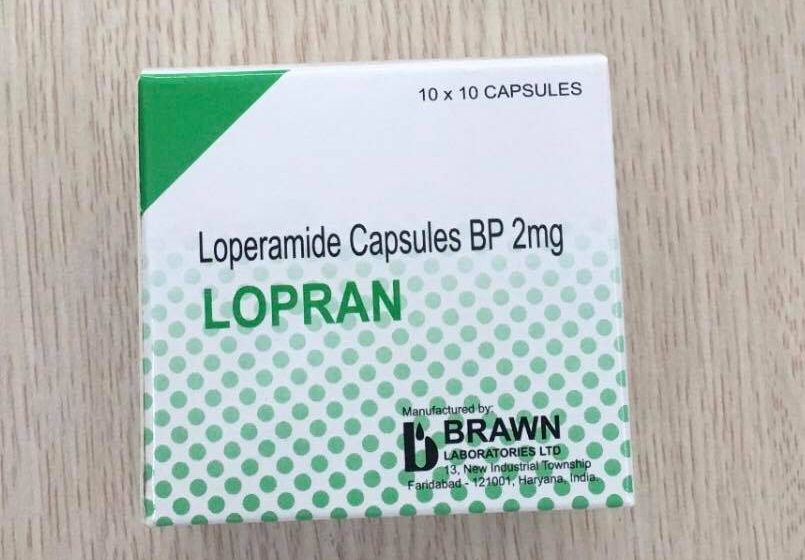 10 x 10 CAPSULES
Loperamide Capsules BP 2mg
LOPRAN
Manufactured by:
BRAWN
LABORATORIES LTD
13, New Industrial Township
Faridabad - 121001, Haryana, India.